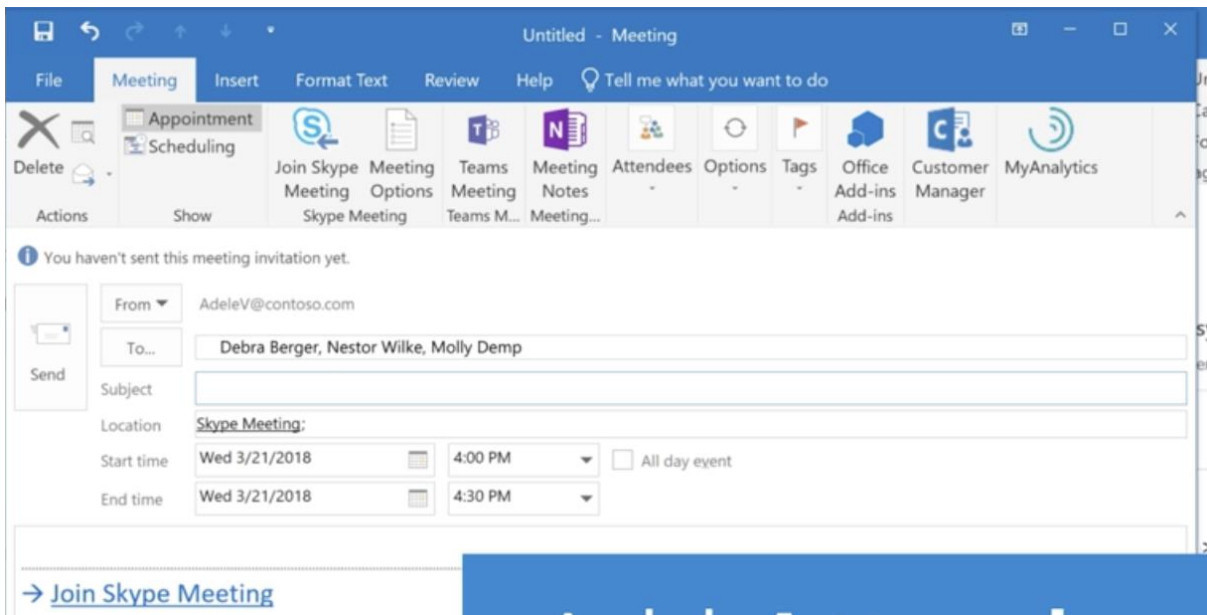 Untitled - Meeting
File Meeting Insert Format Text Review Help Tell me what you want to do
Delete
Actions
Appointment
Scheduling
Show
Join Skype Meeting
Meeting Options
Skype Meeting
Teams Meeting
Teams M...
Meeting Notes
Meeting...
Attendees
Options
Tags
Office Add-ins
Add-ins
Customer Manager
MyAnalytics
You haven't sent this meeting invitation yet.
Send
From AdeleV@contoso.com
To... Debra Berger, Nestor Wilke, Molly Demp
Subject
Location Skype Meeting;
Start time Wed 3/21/2018 4:00 PM All day event
End time Wed 3/21/2018 4:30 PM
→ Join Skype Meeting